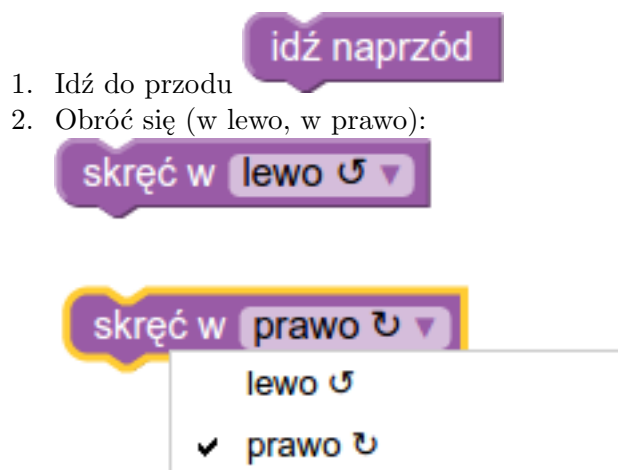 idź naprzód
1. Idź do przodu
2. Obróć się (w lewo, w prawo):
skręć w lewo ↺ ▼
skręć w prawo ↻ ▼
lewo ↺
✔ prawo ↻